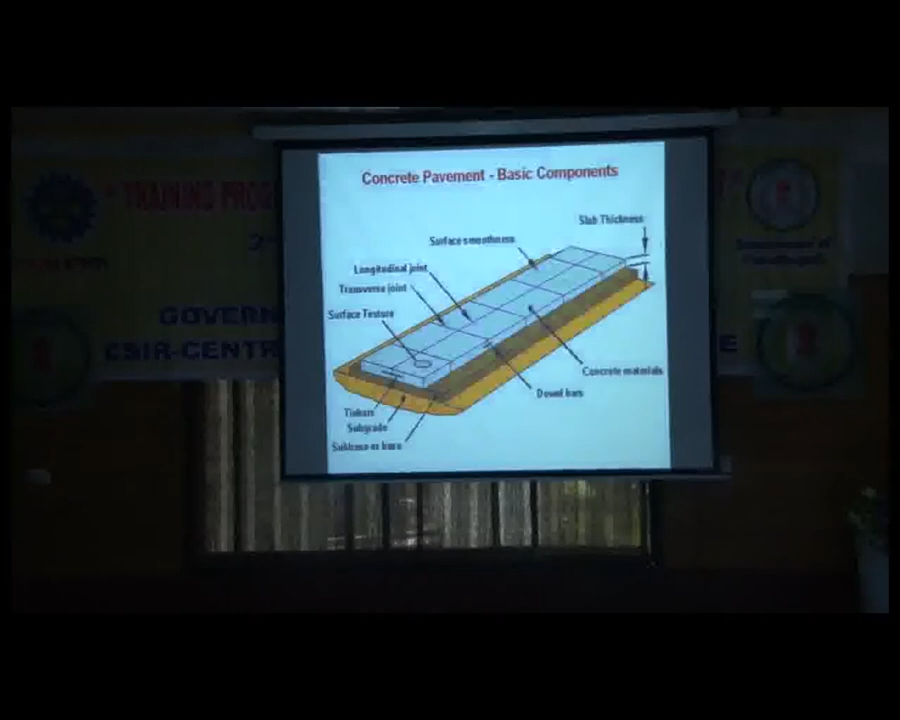 Concrete Pavement - Basic Components
Slab Thickness
Surface smoothness
Longitudinal joint
Transverse joint
Surface Texture
Concrete materials
Dowel bars
Tiebars
Subgrade
Subbase or base
"TRAINING PROG
GOVERN
CSIR-CENTR
E